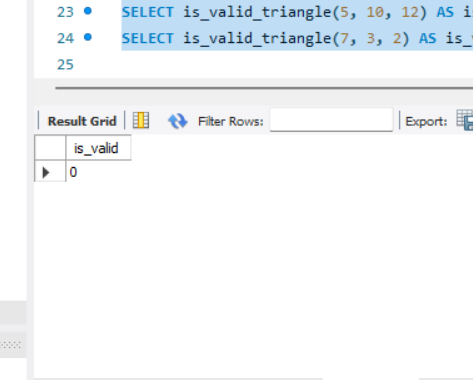 23 SELECT is_valid_triangle(5, 10, 12) AS is
24 SELECT is_valid_triangle(7, 3, 2) AS is_
25
Result Grid Filter Rows: Export:
is_valid
0